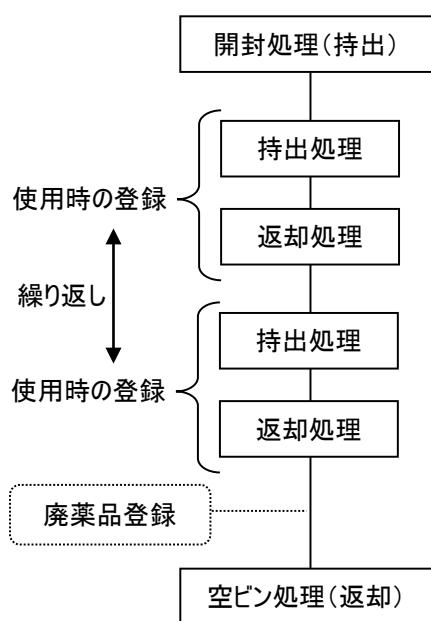 開封処理(持出)
持出処理
使用時の登録
返却処理
繰り返し
持出処理
使用時の登録
返却処理
廃薬品登録
空ビン処理(返却)